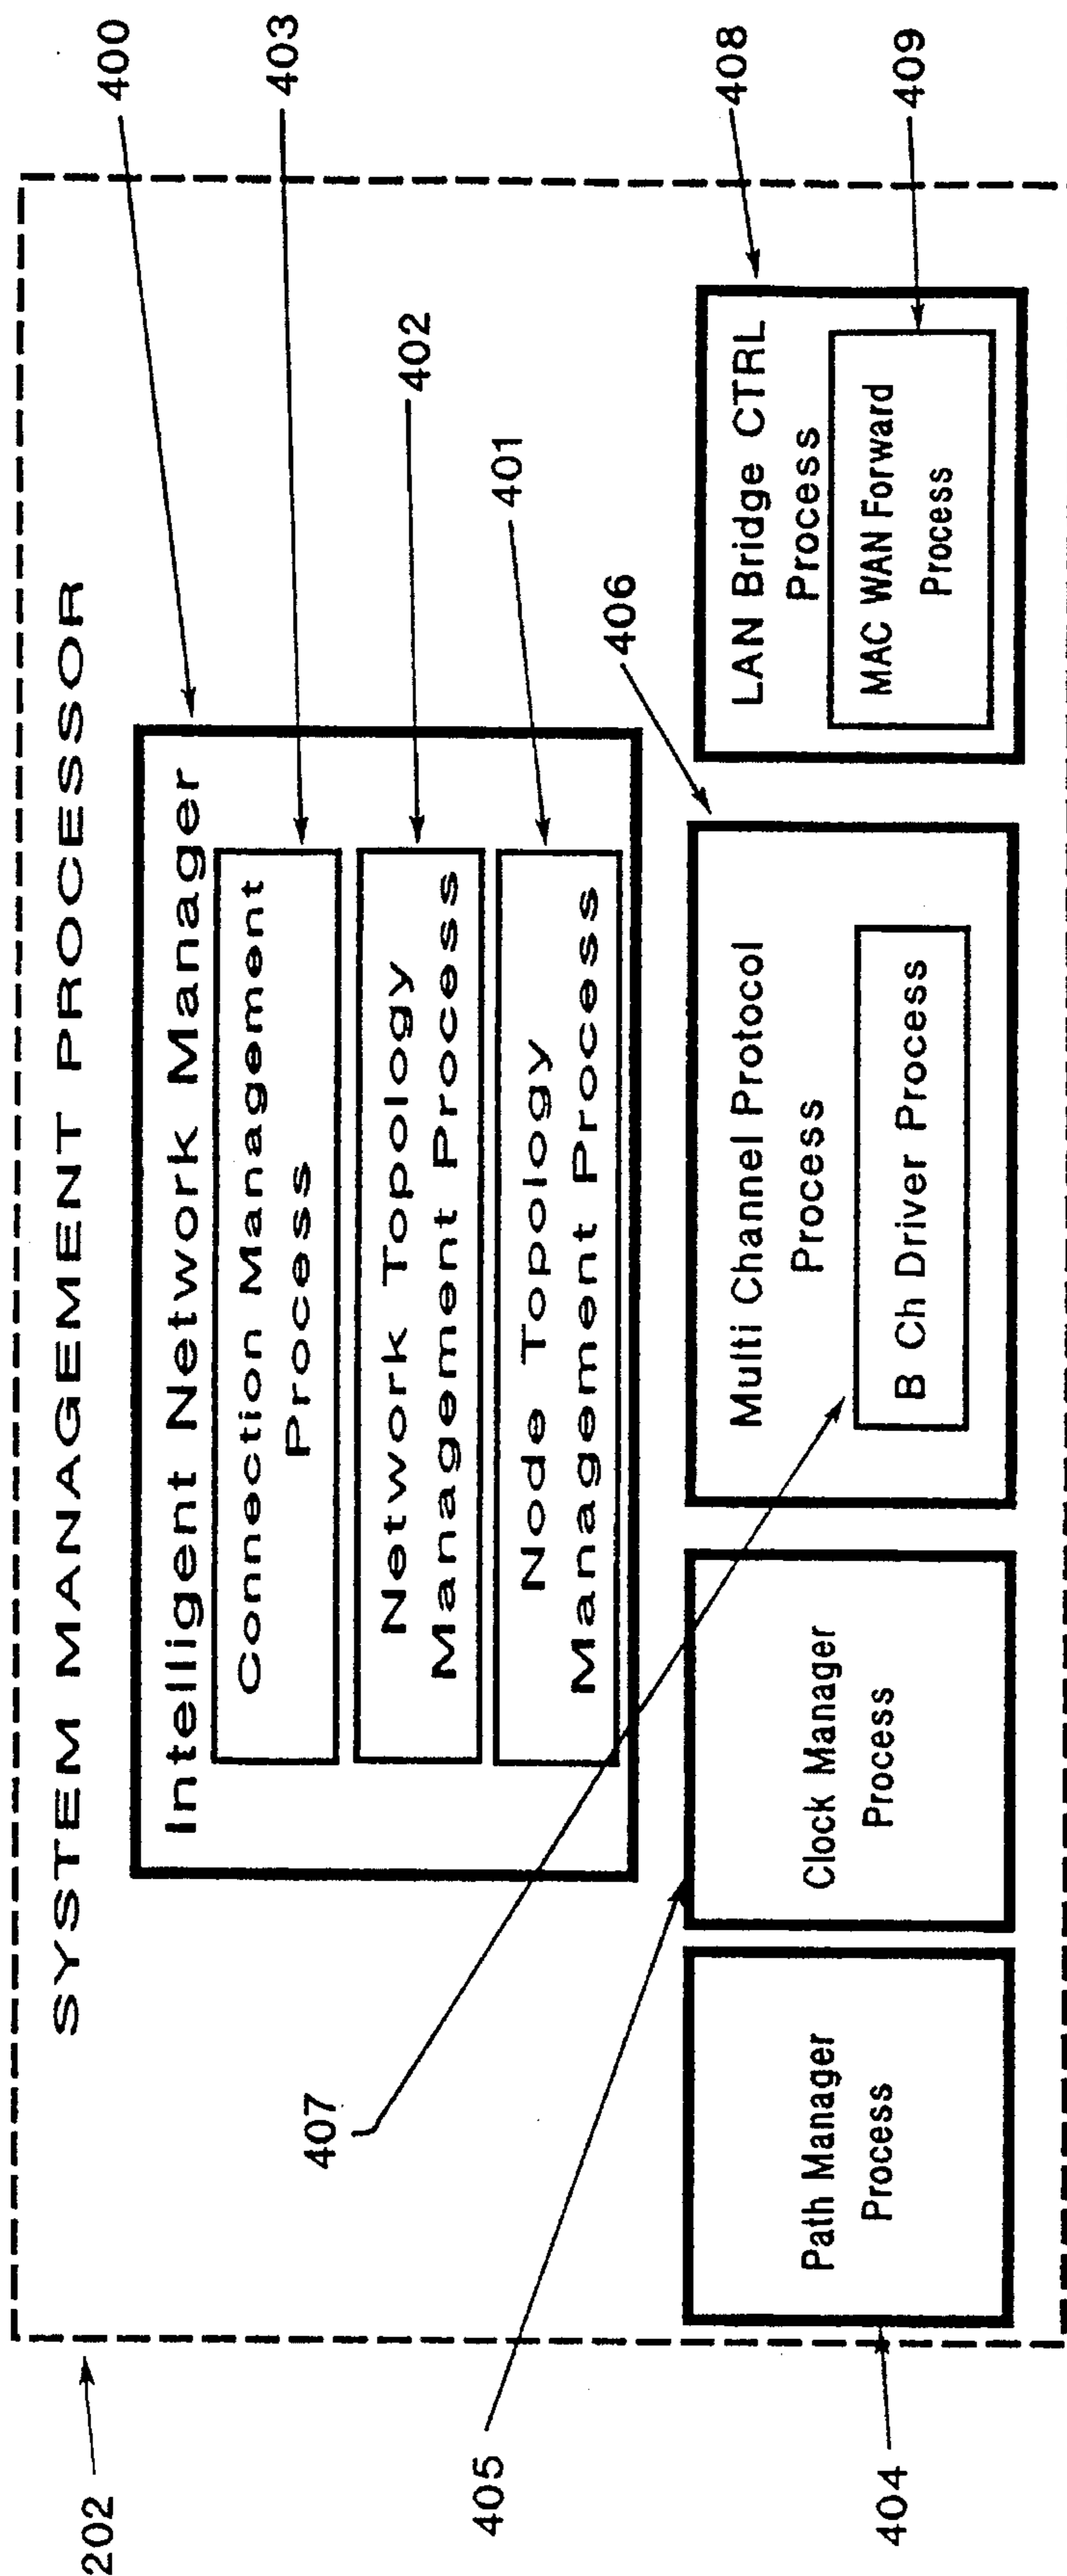 SYSTEM MANAGEMENT PROCESSOR
202
400
Intelligent Network Manager
Connection Management
Process
403
Network Topology
Management Process
402
Node Topology
Management Process
401
407
405
404
Path Manager
Process
Clock Manager
Process
406
Multi Channel Protocol
Process
B Ch Driver Process
408
LAN Bridge CTRL
Process
409
MAC WAN Forward
Process